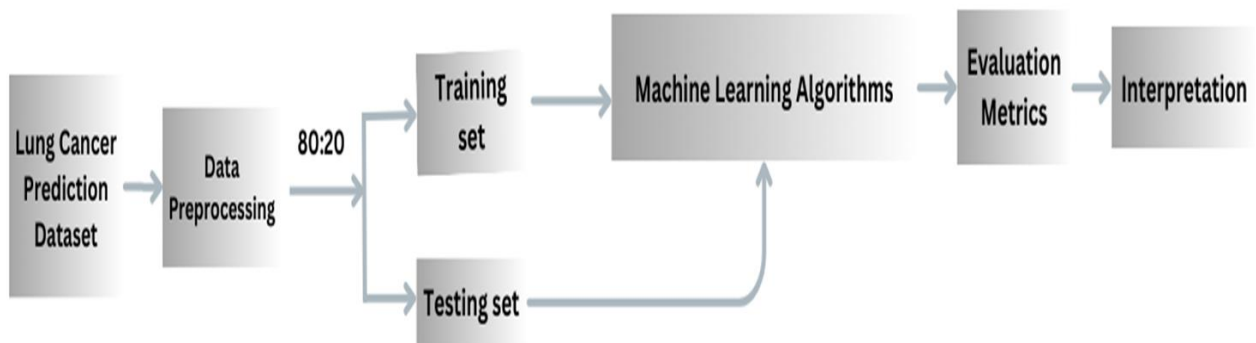 Lung Cancer
Prediction
Dataset
Data
Preprocessing
80:20
Training
set
Testing set
Machine Learning Algorithms
Evaluation
Metrics
Interpretation